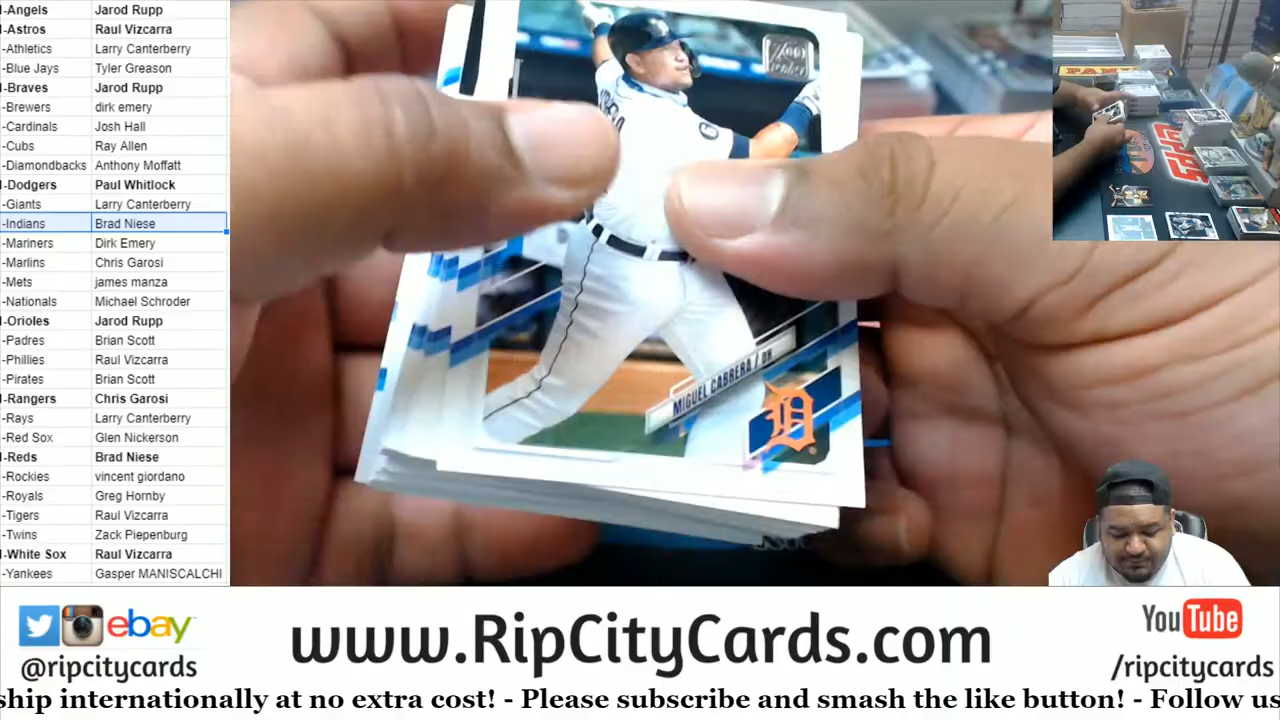 -Angels Jarod Rupp
-Astros Raul Vizcarra
-Athletics Larry Canterberry
-Blue Jays Tyler Greason
-Braves Jarod Rupp
-Brewers dirk emery
-Cardinals Josh Hall
-Cubs Ray Allen
-Diamondbacks Anthony Moffatt
-Dodgers Paul Whitlock
-Giants Larry Canterberry
-Indians Brad Niese
-Mariners Dirk Emery
-Marlins Chris Garosi
-Mets james manza
-Nationals Michael Schroder
-Orioles Jarod Rupp
-Padres Brian Scott
-Phillies Raul Vizcarra
-Pirates Brian Scott
-Rangers Chris Garosi
-Rays Larry Canterberry
-Red Sox Glen Nickerson
-Reds Brad Niese
-Rockies vincent giordano
-Royals Greg Hornby
-Tigers Raul Vizcarra
-Twins Zack Piepenburg
-White Sox Raul Vizcarra
-Yankees Gasper MANISCALCHI
MIGUEL CABRERA / DH
D
ebay
@ripcitycards
www.RipCityCards.com
YouTube
/ripcitycards
ship internationally at no extra cost! - Please subscribe and smash the like button! - Follow us